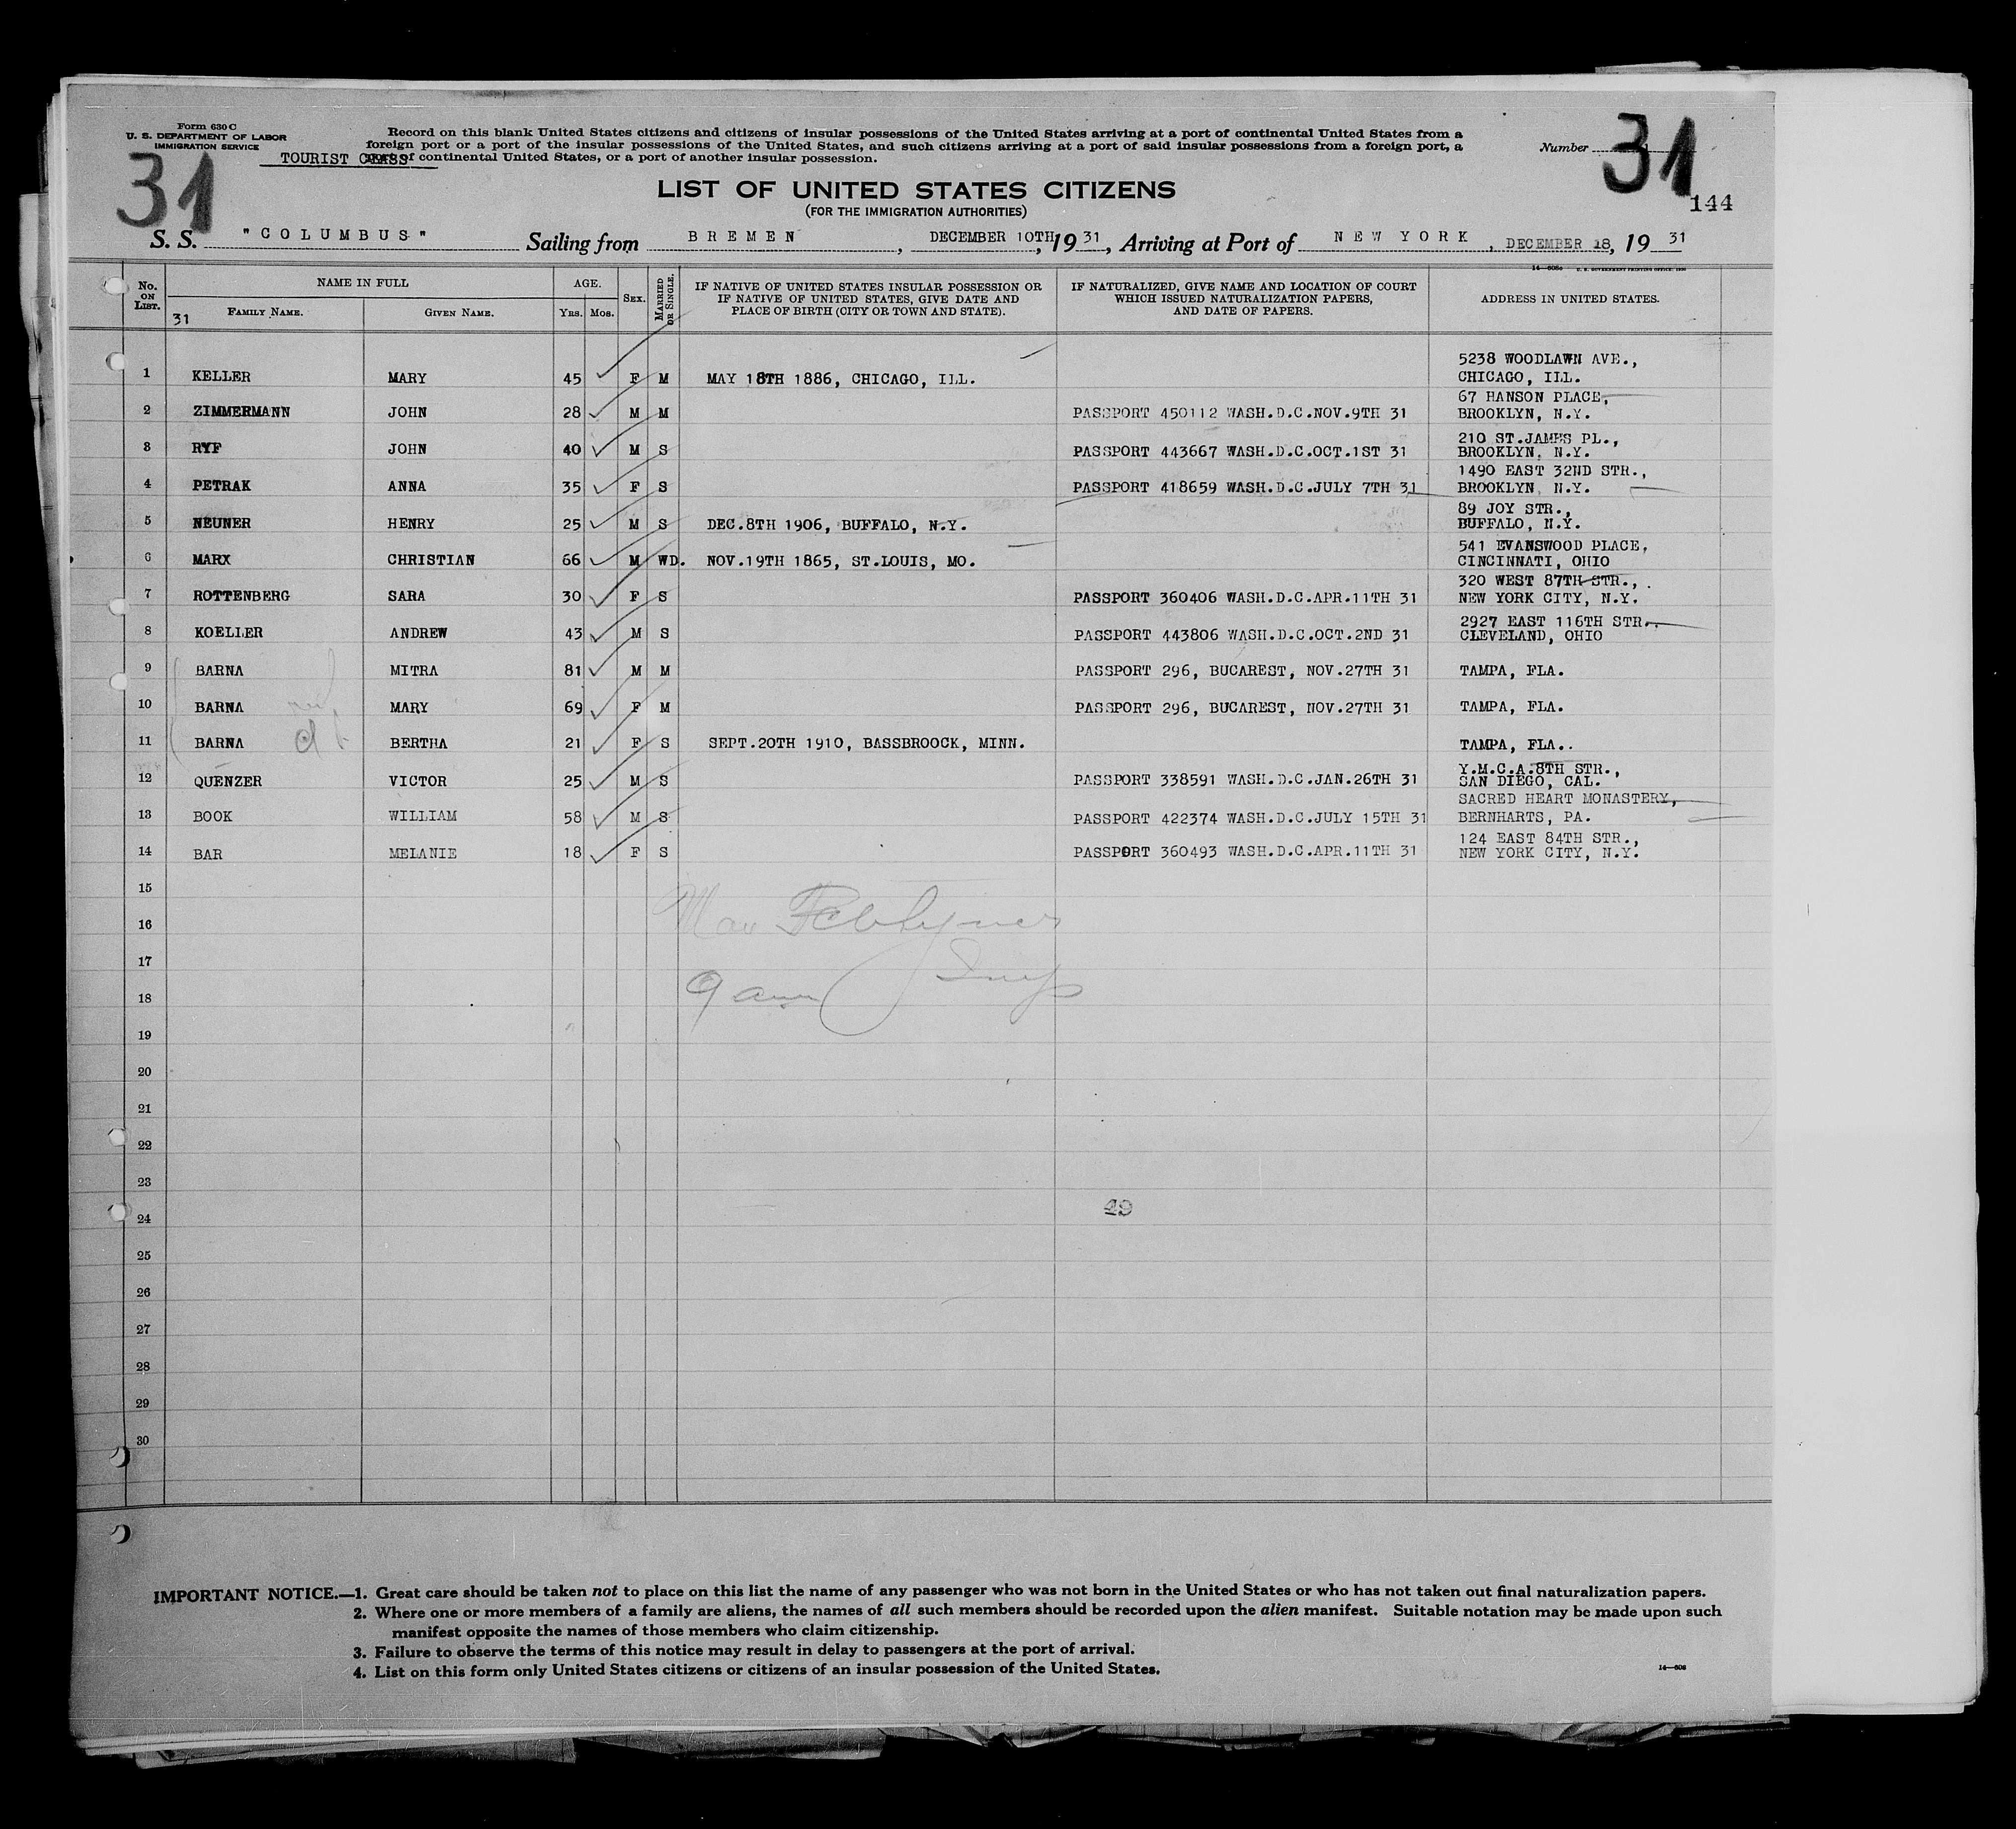 Form 630 C
U. S. DEPARTMENT OF LABOR
IMMIGRATION SERVICE
TOURIST CLASS
31
Record on this blank United States citizens and citizens of insular possessions of the United States arriving at a port of continental United States from a
foreign port or a port of the insular possessions of the United States, and such citizens arriving at a port of said insular possessions from a foreign port, a
port of continental United States, or a port of another insular possession.
Number 31
144
LIST OF UNITED STATES CITIZENS
(FOR THE IMMIGRATION AUTHORITIES)
S. S. "COLUMBUS" Sailing from BREMEN, DECEMBER 10TH, 1931, Arriving at Port of NEW YORK, DECEMBER 18, 1931
No. ON LIST. NAME IN FULL AGE. SEX. MARRIED OR SINGLE. IF NATIVE OF UNITED STATES INSULAR POSSESSION OR IF NATIVE OF UNITED STATES, GIVE DATE AND PLACE OF BIRTH (CITY OR TOWN AND STATE). IF NATURALIZED, GIVE NAME AND LOCATION OF COURT WHICH ISSUED NATURALIZATION PAPERS, AND DATE OF PAPERS. ADDRESS IN UNITED STATES.
31 FAMILY NAME. GIVEN NAME. YRS. MOS.
1 KELLER MARY 45 F M MAY 18TH 1886, CHICAGO, ILL. 5238 WOODLAWN AVE., CHICAGO, ILL.
2 ZIMMERMANN JOHN 28 M M PASSPORT 450112 WASH.D.C.NOV.9TH 31 67 HANSON PLACE, BROOKLYN, N.Y.
3 RYF JOHN 40 M S PASSPORT 443667 WASH.D.C.OCT.1ST 31 210 ST.JAMES PL., BROOKLYN, N.Y.
4 PETRAK ANNA 35 F S PASSPORT 418659 WASH.D.C.JULY 7TH 31 1490 EAST 32ND STR., BROOKLYN, N.Y.
5 NEUNER HENRY 25 M S DEC.8TH 1906, BUFFALO, N.Y. 89 JOY STR., BUFFALO, N.Y.
6 MARX CHRISTIAN 66 M WD. NOV.19TH 1865, ST.LOUIS, MO. 541 EVANSWOOD PLACE, CINCINNATI, OHIO
7 ROTTENBERG SARA 30 F S PASSPORT 360406 WASH.D.C.APR.11TH 31 320 WEST 87TH STR., NEW YORK CITY, N.Y.
8 KOELLER ANDREW 43 M S PASSPORT 443806 WASH.D.C.OCT.2ND 31 2927 EAST 116TH STR., CLEVELAND, OHIO
9 BARNA MITRA 81 M M PASSPORT 296, BUCAREST, NOV.27TH 31 TAMPA, FLA.
10 BARNA MARY 69 F M PASSPORT 296, BUCAREST, NOV.27TH 31 TAMPA, FLA.
11 BARNA BERTHA 21 F S SEPT.20TH 1910, BASSBROOCK, MINN. TAMPA, FLA..
12 QUENZER VICTOR 25 M S PASSPORT 338591 WASH.D.C.JAN.26TH 31 Y.M.C.A.8TH STR., SAN DIEGO, CAL.
13 BOOK WILLIAM 58 M S PASSPORT 422374 WASH.D.C.JULY 15TH 31 SACRED HEART MONASTERY, BERNHARTS, PA.
14 BAR MELANIE 18 F S PASSPORT 360493 WASH.D.C.APR.11TH 31 124 EAST 84TH STR., NEW YORK CITY, N.Y.
15
16
17
18
19
20
21
22
23
24
49
25
26
27
28
29
30
IMPORTANT NOTICE.—1. Great care should be taken not to place on this list the name of any passenger who was not born in the United States or who has not taken out final naturalization papers.
2. Where one or more members of a family are aliens, the names of all such members should be recorded upon the alien manifest. Suitable notation may be made upon such
manifest opposite the names of those members who claim citizenship.
3. Failure to observe the terms of this notice may result in delay to passengers at the port of arrival.
4. List on this form only United States citizens or citizens of an insular possession of the United States.
14—608